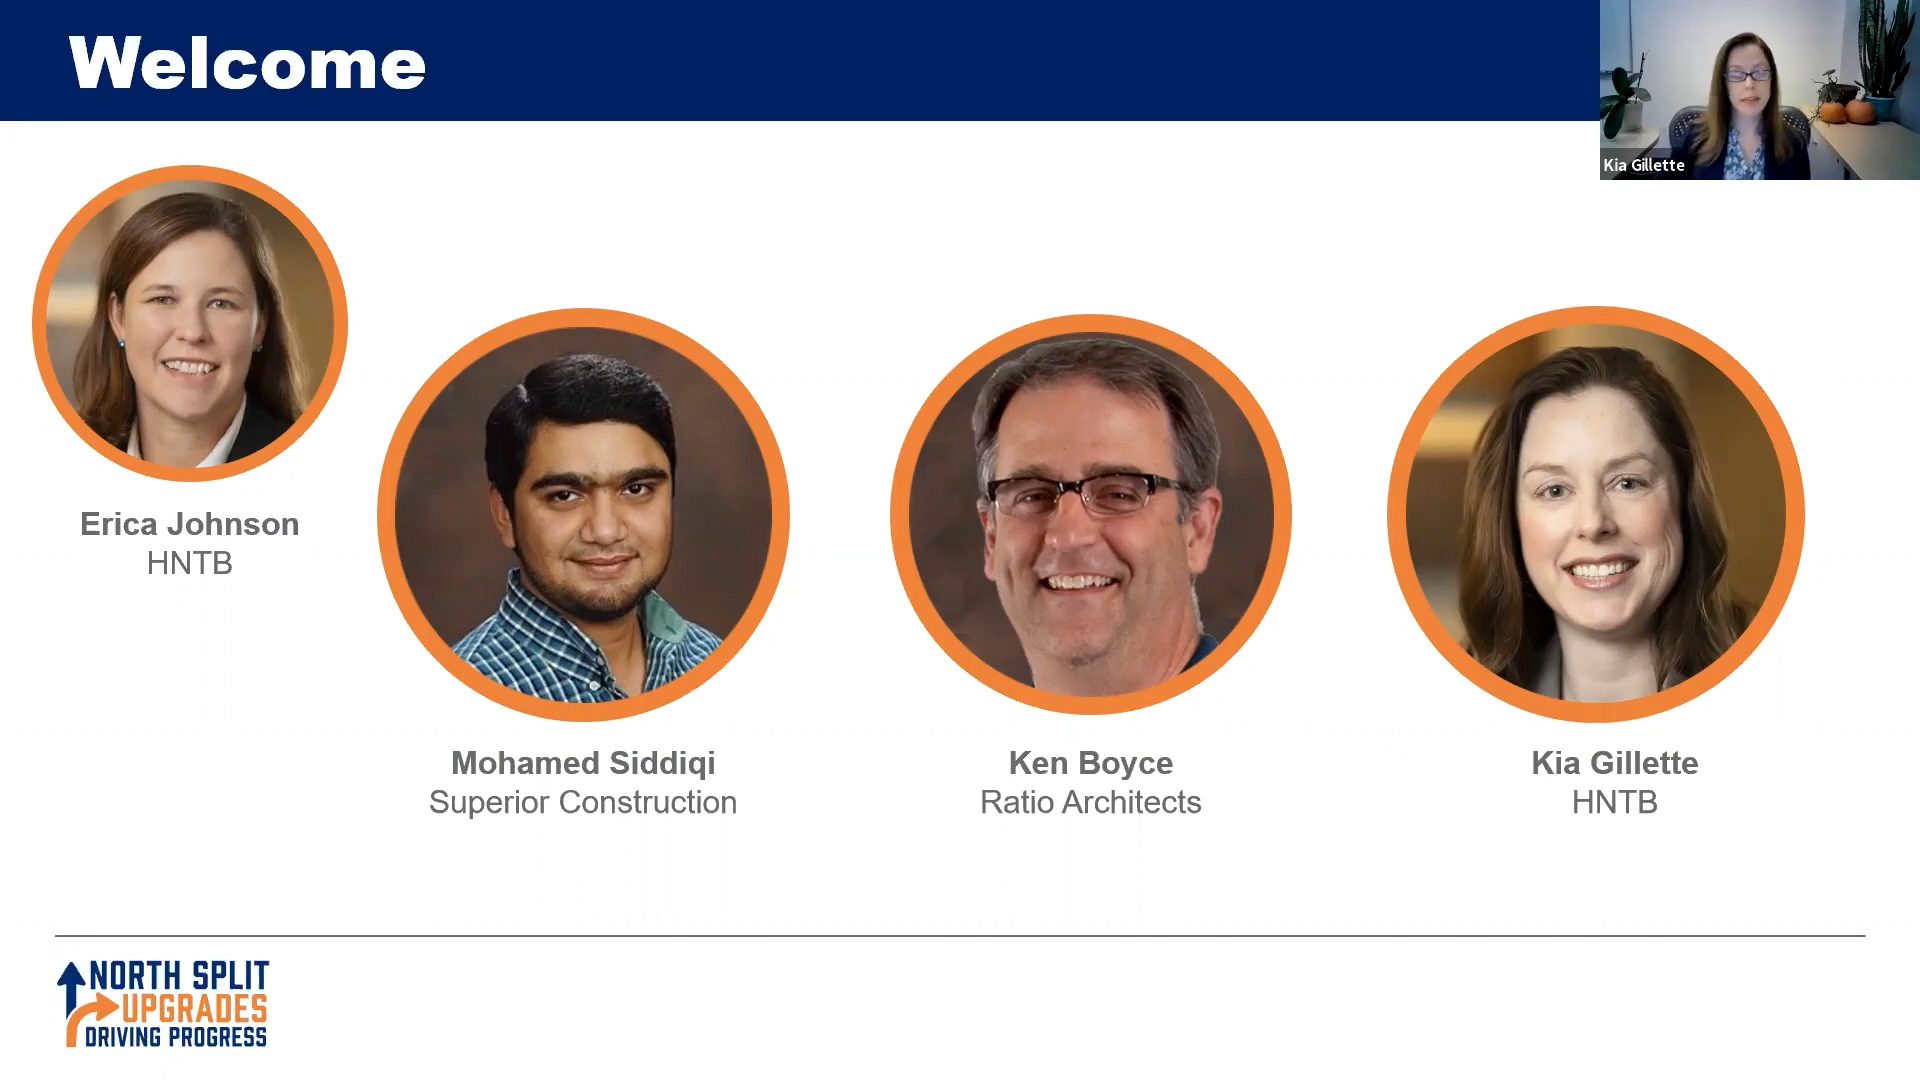 Welcome
Kia Gillette
Erica Johnson
HNTB
Mohamed Siddiqi
Superior Construction
Ken Boyce
Ratio Architects
Kia Gillette
HNTB
NORTH SPLIT
UPGRADES
DRIVING PROGRESS